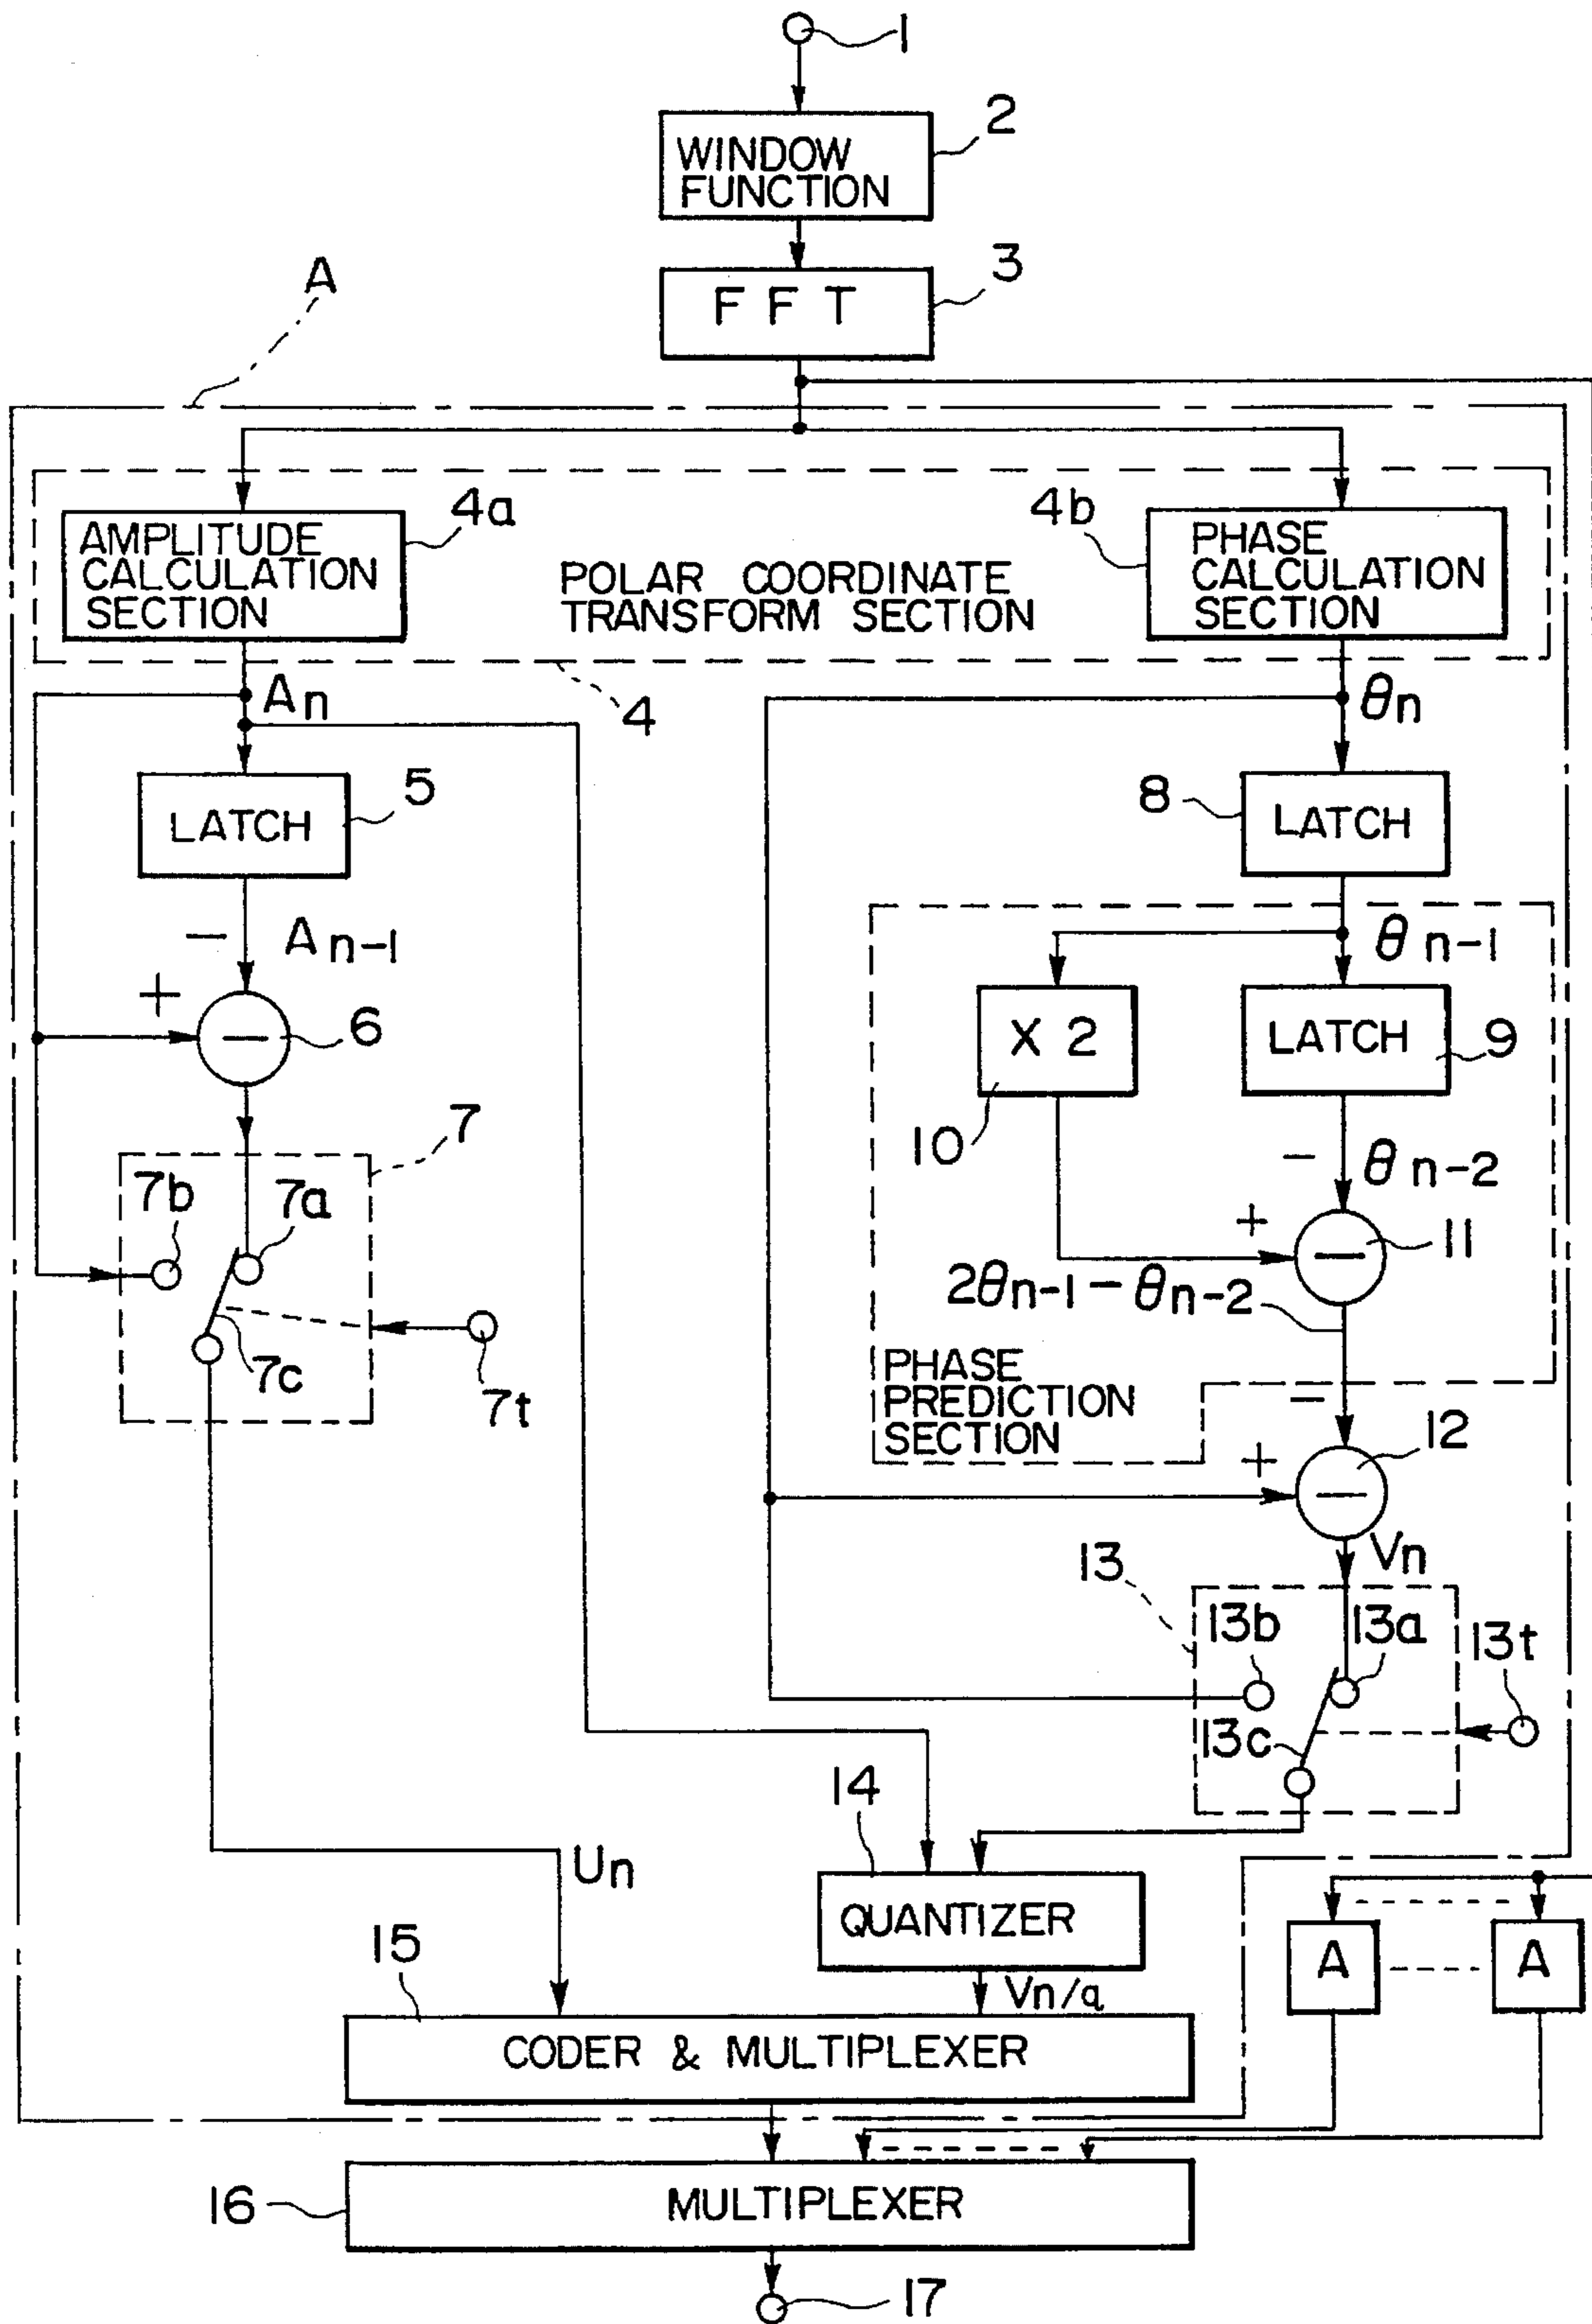 1
2
WINDOW
FUNCTION
3
F F T
A
4a
AMPLITUDE
CALCULATION
SECTION
POLAR COORDINATE
TRANSFORM SECTION
4b
PHASE
CALCULATION
SECTION
An
4
θn
5
LATCH
8
LATCH
− An-1
θn-1
+
−
6
X 2
LATCH
9
10
7
− θn-2
7b
7a
+
−
11
2θn-1 − θn-2
7c
7t
PHASE
PREDICTION
SECTION
−
12
+
−
Vn
13
13b
13a
13t
13c
14
Un
QUANTIZER
15
Vn/q
A
A
CODER & MULTIPLEXER
16
MULTIPLEXER
17